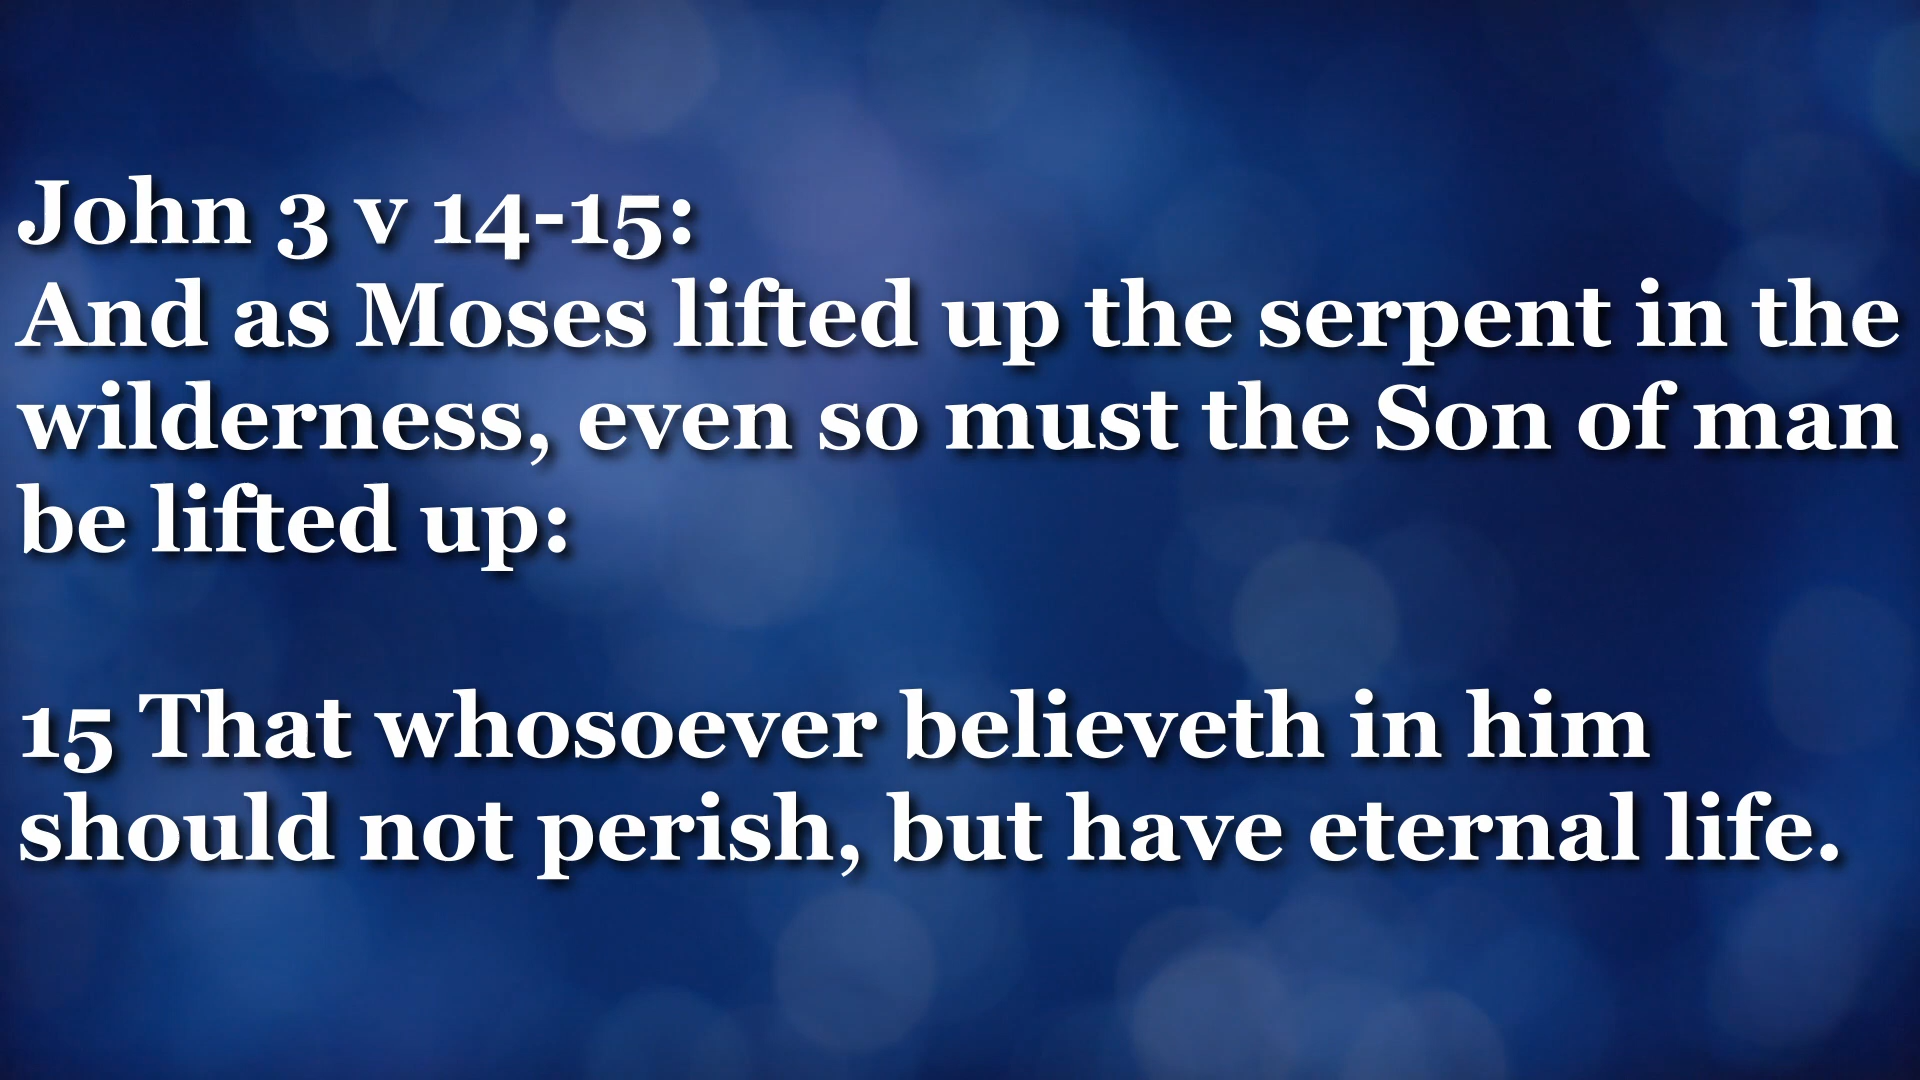 John 3 v 14-15:
And as Moses lifted up the serpent in the
wilderness, even so must the Son of man
be lifted up:
15 That whosoever believeth in him
should not perish, but have eternal life.